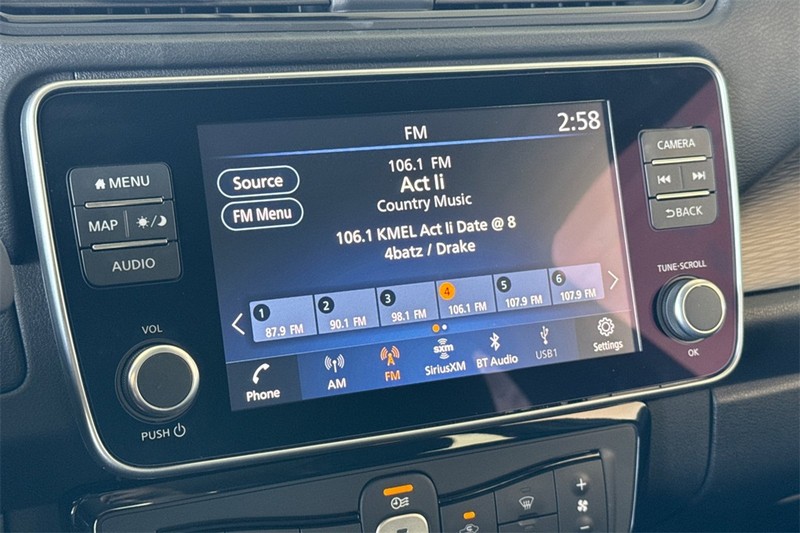 FM
2:58
106.1 FM
Act Ii
Country Music
Source
FM Menu
106.1 KMEL Act Ii Date @ 8
4batz / Drake
1 2 3 4 5 6
87.9 FM 90.1 FM 98.1 FM 106.1 FM 107.9 FM 107.9 FM
Phone
AM
FM
sxm
SiriusXM
BT Audio
USB1
Settings
MENU
MAP
AUDIO
VOL
PUSH
CAMERA
BACK
TUNE·SCROLL
OK